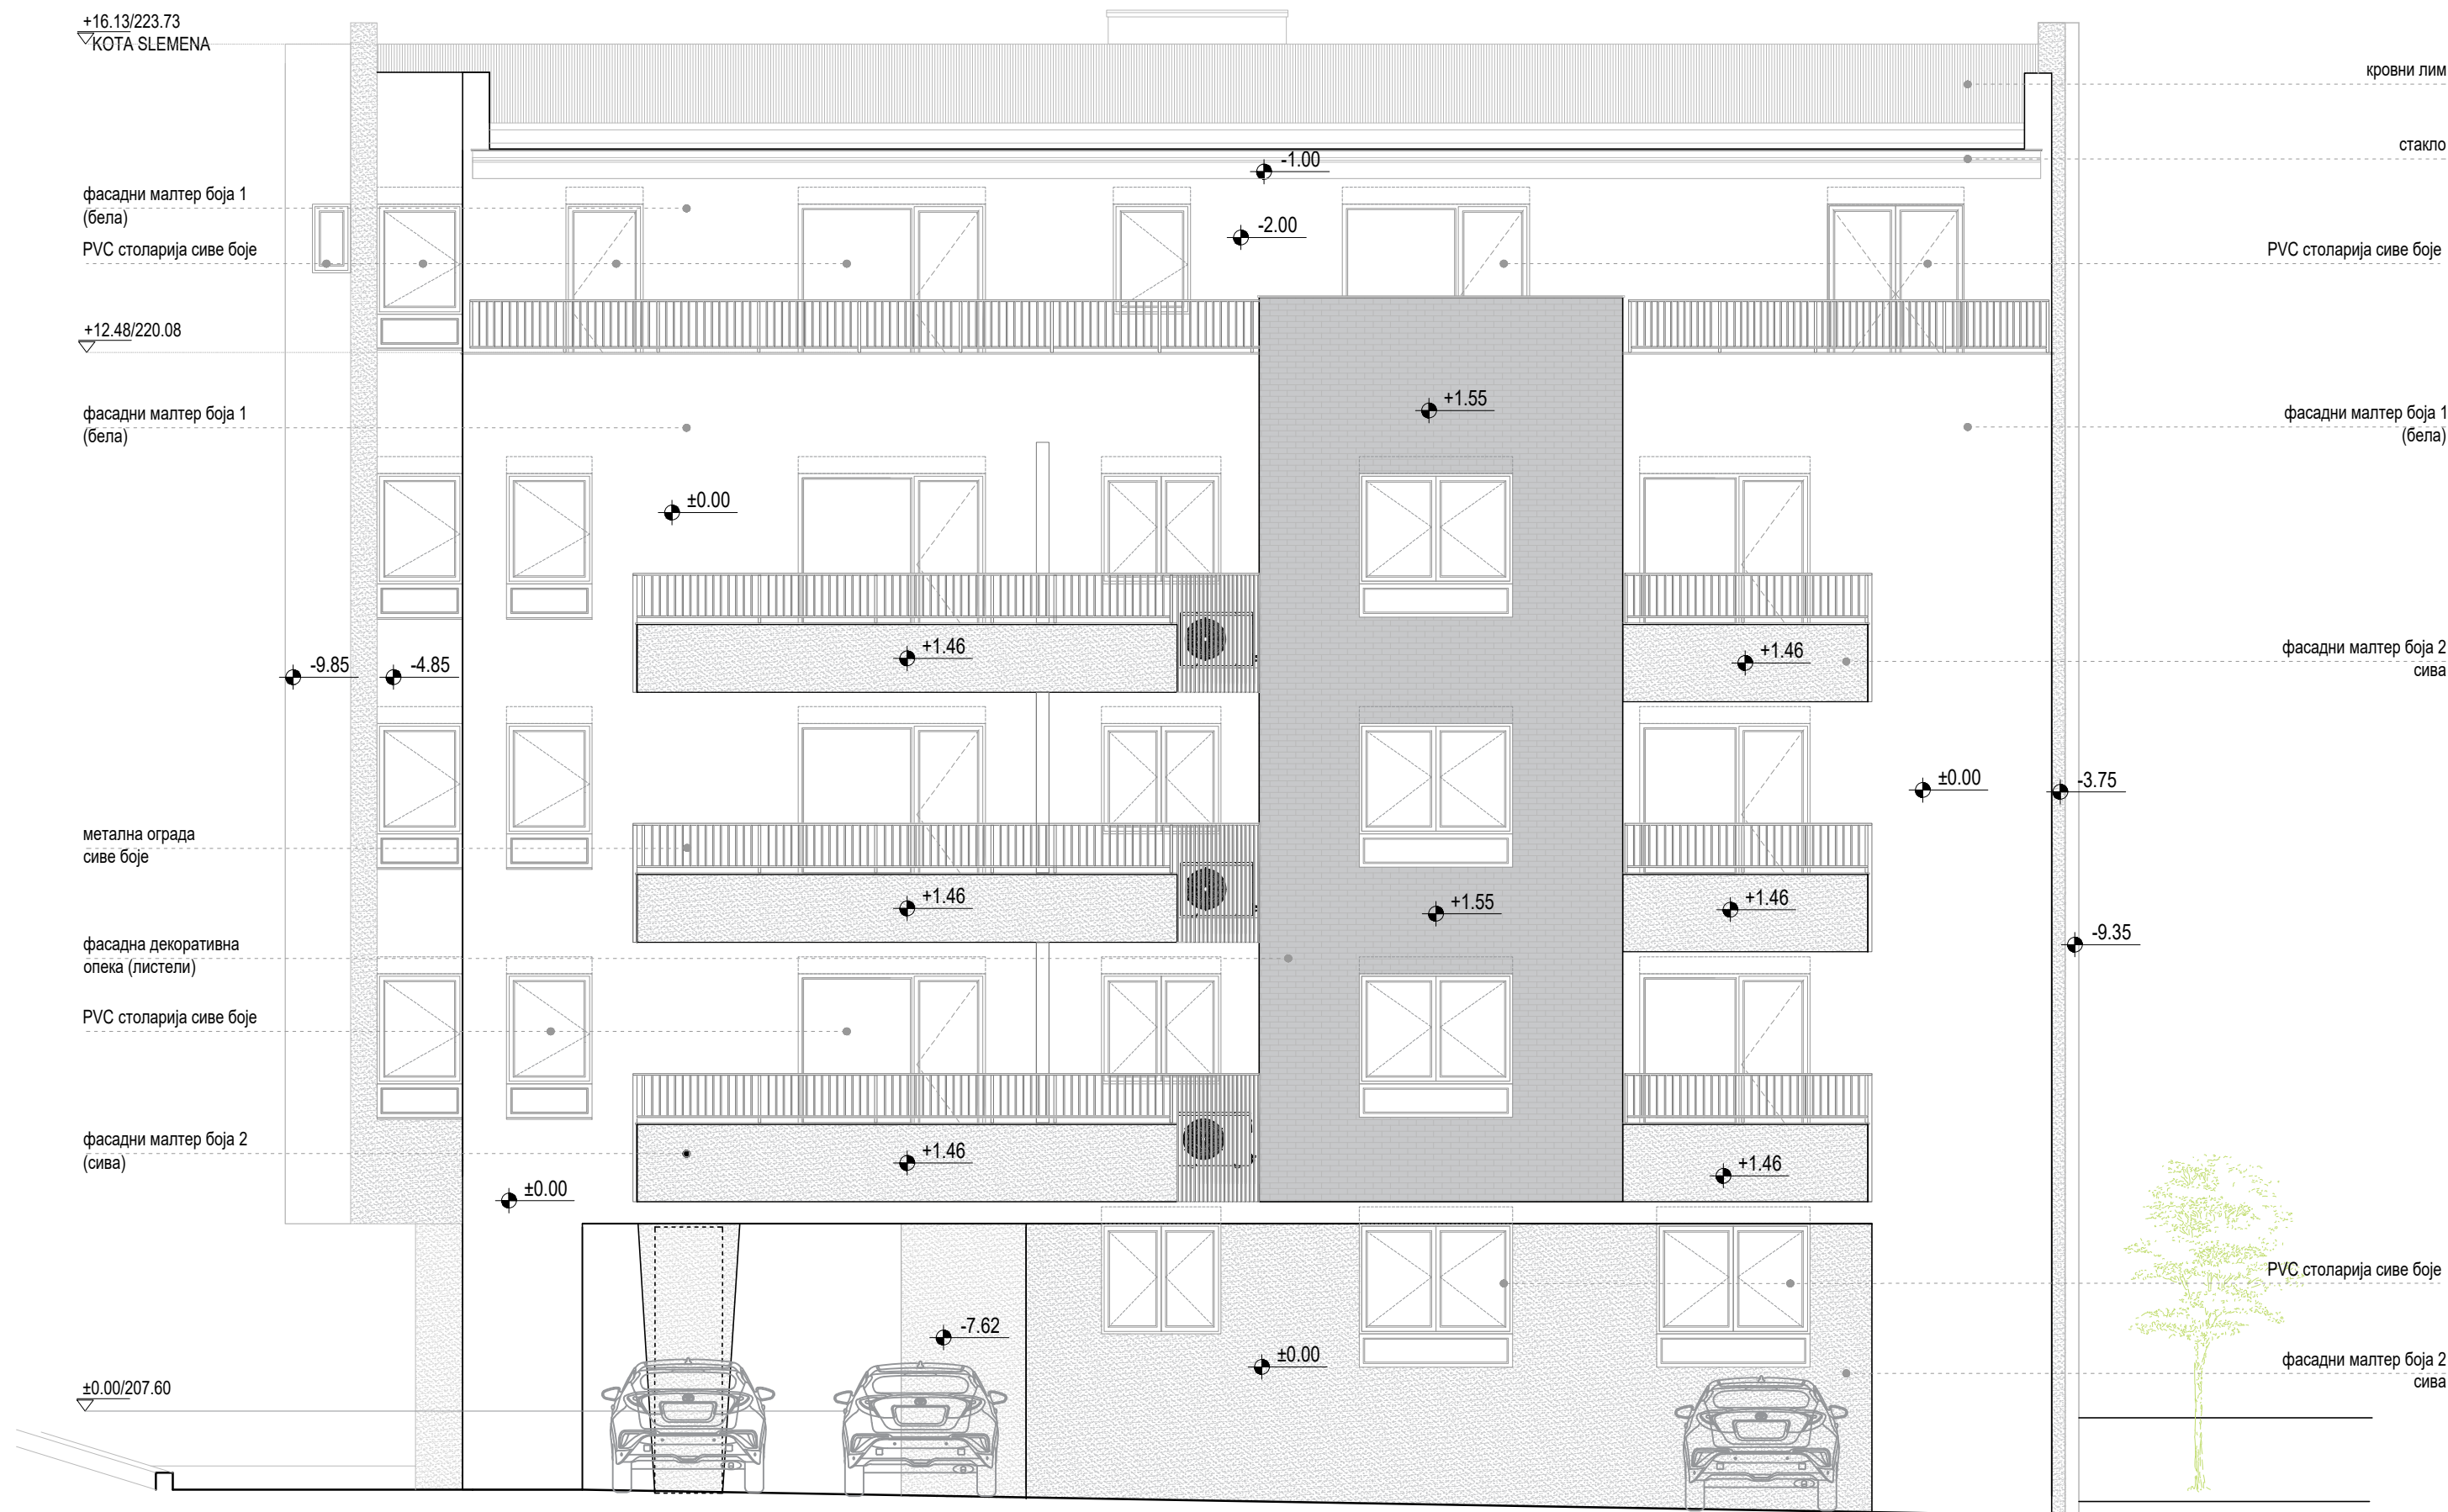 +16.13/223.73
KOTA SLEMENA
кровни лим
стакло
-1.00
фасадни малтер боја 1
(бела)
-2.00
PVC столарија сиве боје
PVC столарија сиве боје
+12.48/220.08
+1.55
фасадни малтер боја 1
(бела)
фасадни малтер боја 1
(бела)
±0.00
+1.46
+1.46
фасадни малтер боја 2
сива
-9.85
-4.85
±0.00
-3.75
метална ограда
сиве боје
+1.46
+1.55
+1.46
-9.35
фасадна декоративна
опека (листели)
PVC столарија сиве боје
фасадни малтер боја 2
(сива)
+1.46
+1.46
±0.00
PVC столарија сиве боје
-7.62
±0.00
фасадни малтер боја 2
сива
±0.00/207.60